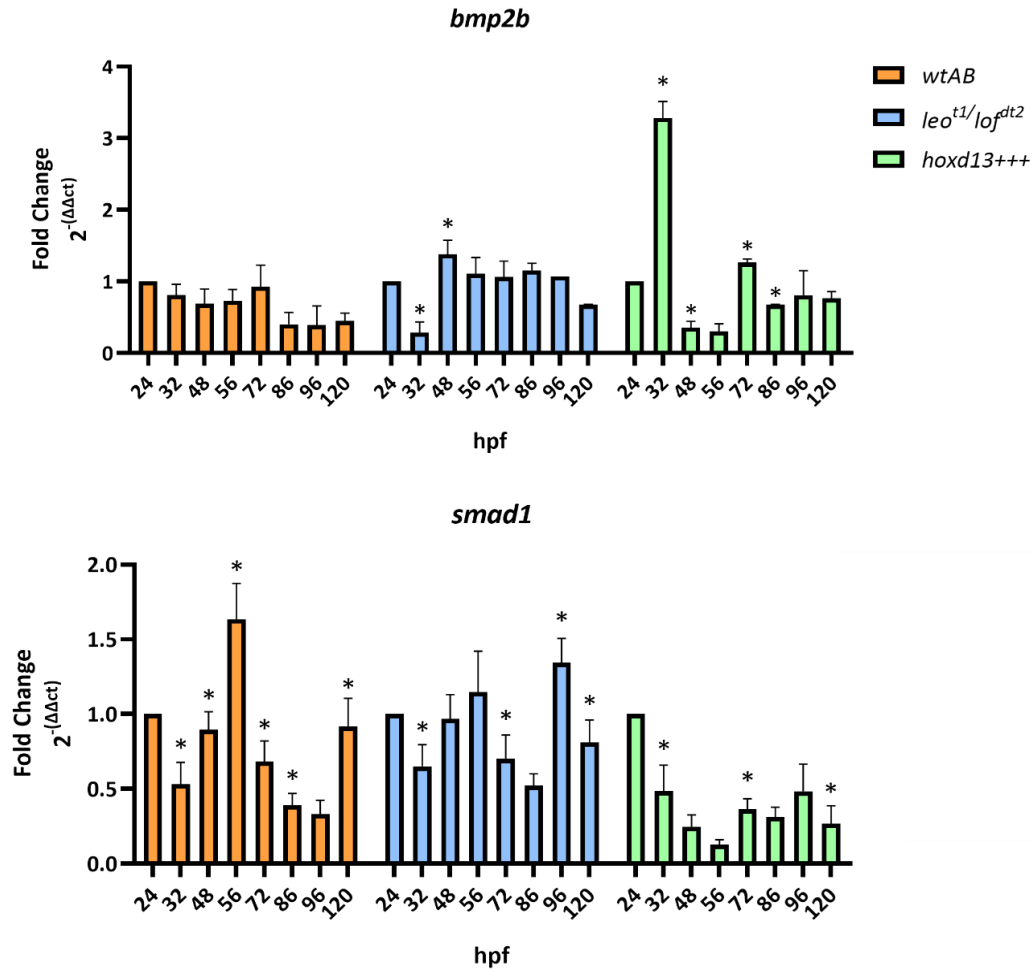 bmp2b
4
3
2
1
0
Fold Change
2^-(ΔΔct)
*
* * * * *
24 32 48 56 72 86 96 120 24 32 48 56 72 86 96 120 24 32 48 56 72 86 96 120
hpf
wtAB
leo^t1/lof^dt2
hoxd13+++
smad1
2.0
1.5
1.0
0.5
0.0
Fold Change
2^-(ΔΔct)
* * * * * * * * * * * * *
24 32 48 56 72 86 96 120 24 32 48 56 72 86 96 120 24 32 48 56 72 86 96 120
hpf